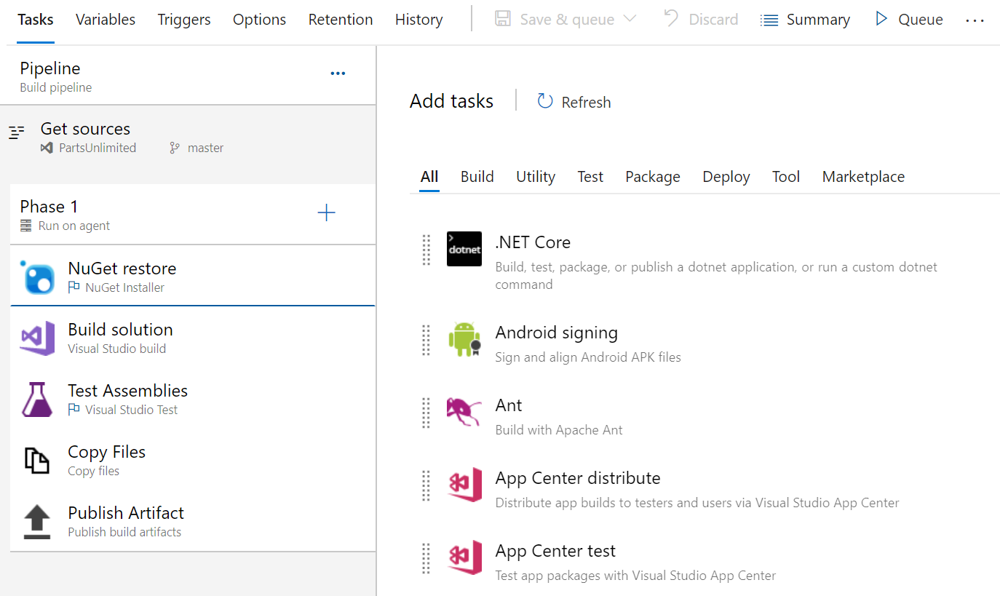 Tasks Variables Triggers Options Retention History Save & queue Discard Summary Queue ...
Pipeline ...
Build pipeline
Get sources
PartsUnlimited master
Phase 1
Run on agent
NuGet restore
NuGet Installer
Build solution
Visual Studio build
Test Assemblies
Visual Studio Test
Copy Files
Copy files
Publish Artifact
Publish build artifacts
Add tasks Refresh
All Build Utility Test Package Deploy Tool Marketplace
>
dotnet
.NET Core
Build, test, package, or publish a dotnet application, or run a custom dotnet
command
Android signing
Sign and align Android APK files
Ant
Build with Apache Ant
App Center distribute
Distribute app builds to testers and users via Visual Studio App Center
App Center test
Test app packages with Visual Studio App Center